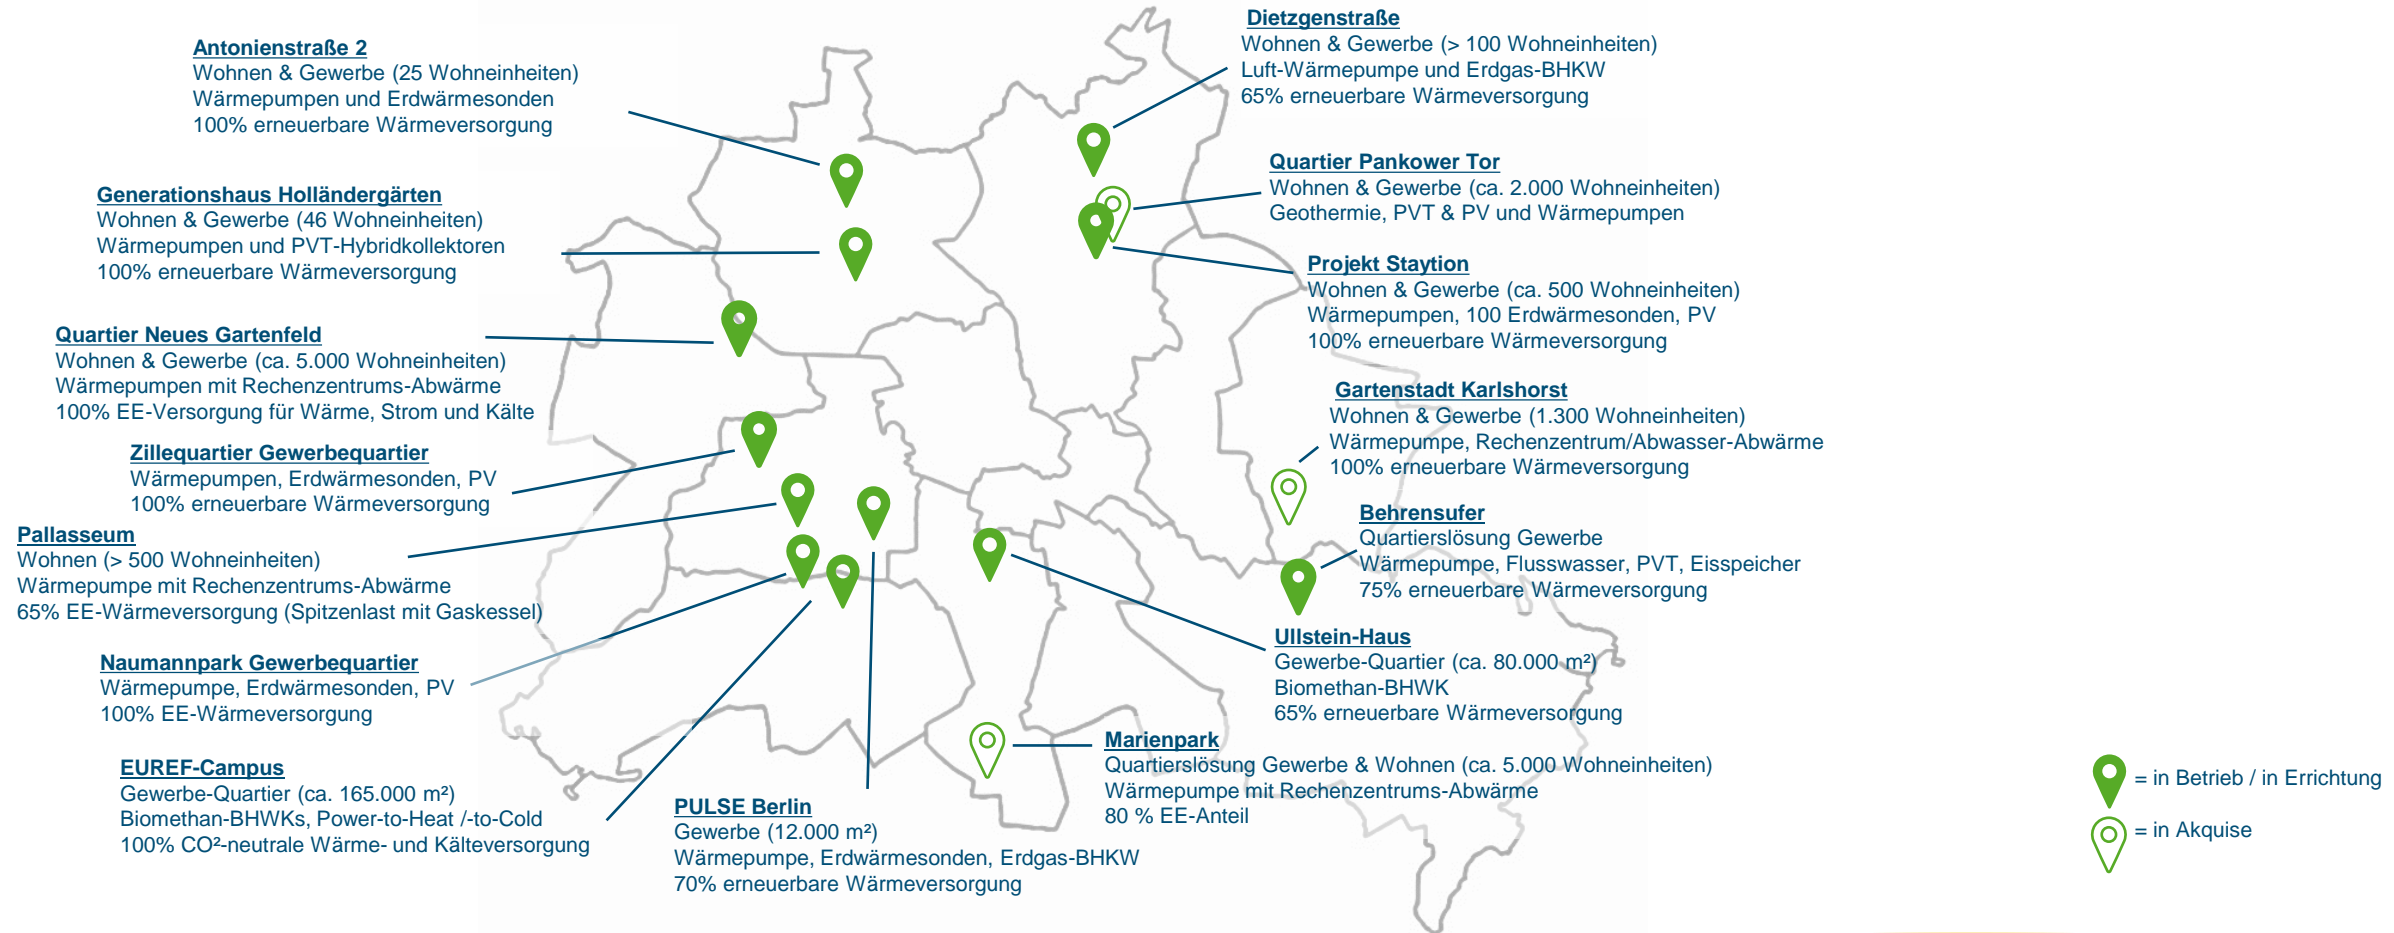 Antonienstraße 2
Wohnen & Gewerbe (25 Wohneinheiten)
Wärmepumpen und Erdwärmesonden
100% erneuerbare Wärmeversorgung
Generationshaus Holländergärten
Wohnen & Gewerbe (46 Wohneinheiten)
Wärmepumpen und PVT-Hybridkollektoren
100% erneuerbare Wärmeversorgung
Quartier Neues Gartenfeld
Wohnen & Gewerbe (ca. 5.000 Wohneinheiten)
Wärmepumpen mit Rechenzentrums-Abwärme
100% EE-Versorgung für Wärme, Strom und Kälte
Zillequartier Gewerbequartier
Wärmepumpen, Erdwärmesonden, PV
100% erneuerbare Wärmeversorgung
Pallasseum
Wohnen (> 500 Wohneinheiten)
Wärmepumpe mit Rechenzentrums-Abwärme
65% EE-Wärmeversorgung (Spitzenlast mit Gaskessel)
Naumannpark Gewerbequartier
Wärmepumpe, Erdwärmesonden, PV
100% EE-Wärmeversorgung
EUREF-Campus
Gewerbe-Quartier (ca. 165.000 m²)
Biomethan-BHWKs, Power-to-Heat /-to-Cold
100% CO²-neutrale Wärme- und Kälteversorgung
PULSE Berlin
Gewerbe (12.000 m²)
Wärmepumpe, Erdwärmesonden, Erdgas-BHKW
70% erneuerbare Wärmeversorgung
Dietzgenstraße
Wohnen & Gewerbe (> 100 Wohneinheiten)
Luft-Wärmepumpe und Erdgas-BHKW
65% erneuerbare Wärmeversorgung
Quartier Pankower Tor
Wohnen & Gewerbe (ca. 2.000 Wohneinheiten)
Geothermie, PVT & PV und Wärmepumpen
Projekt Staytion
Wohnen & Gewerbe (ca. 500 Wohneinheiten)
Wärmepumpen, 100 Erdwärmesonden, PV
100% erneuerbare Wärmeversorgung
Gartenstadt Karlshorst
Wohnen & Gewerbe (1.300 Wohneinheiten)
Wärmepumpe, Rechenzentrum/Abwasser-Abwärme
100% erneuerbare Wärmeversorgung
Behrensufer
Quartierslösung Gewerbe
Wärmepumpe, Flusswasser, PVT, Eisspeicher
75% erneuerbare Wärmeversorgung
Ullstein-Haus
Gewerbe-Quartier (ca. 80.000 m²)
Biomethan-BHWK
65% erneuerbare Wärmeversorgung
Marienpark
Quartierslösung Gewerbe & Wohnen (ca. 5.000 Wohneinheiten)
Wärmepumpe mit Rechenzentrums-Abwärme
80 % EE-Anteil
= in Betrieb / in Errichtung
= in Akquise